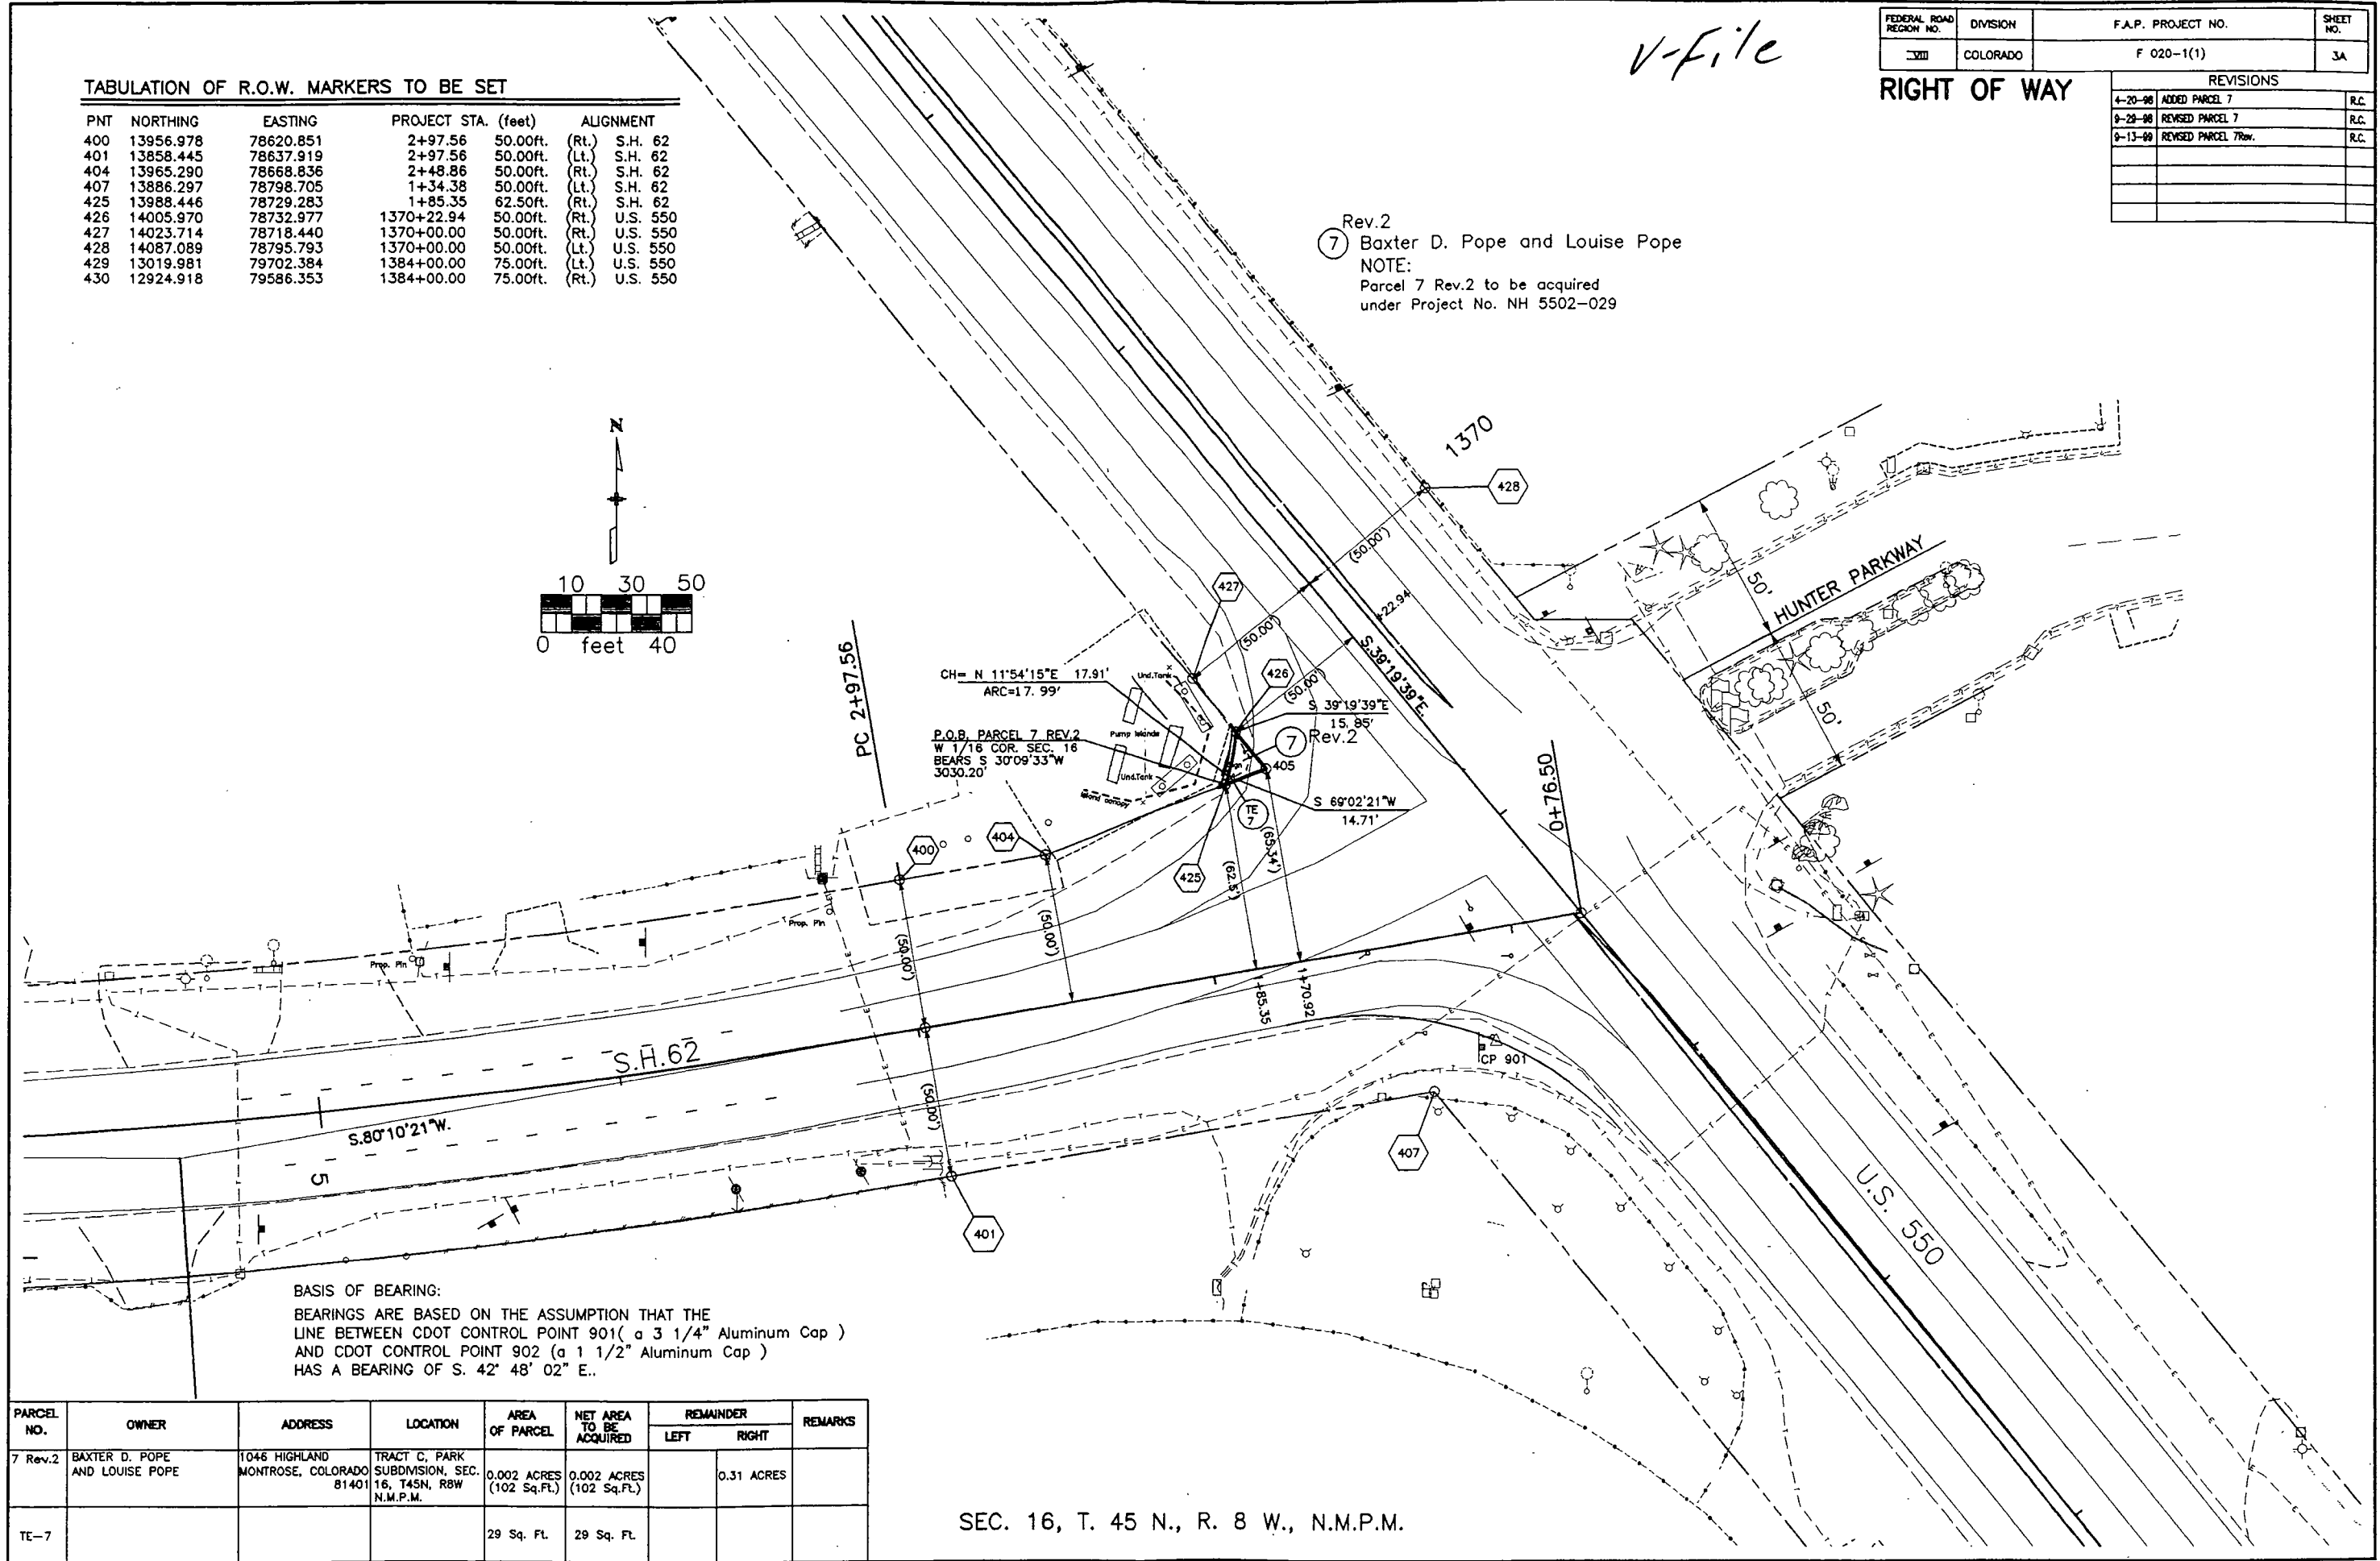 V-File
FEDERAL ROAD REGION NO. DIVISION F.A.P. PROJECT NO. SHEET NO.
VIII COLORADO F 020-1(1) 3A
RIGHT OF WAY
REVISIONS
4-20-98 ADDED PARCEL 7 R.C.
9-29-98 REVISED PARCEL 7 R.C.
9-13-99 REVISED PARCEL 7Rev. R.C.
TABULATION OF R.O.W. MARKERS TO BE SET
PNT NORTHING EASTING PROJECT STA. (feet) ALIGNMENT
400 13956.978 78620.851 2+97.56 50.00ft. (Rt.) S.H. 62
401 13858.445 78637.919 2+97.56 50.00ft. (Lt.) S.H. 62
404 13965.290 78668.836 2+48.86 50.00ft. (Rt.) S.H. 62
407 13886.297 78798.705 1+34.38 50.00ft. (Lt.) S.H. 62
425 13988.446 78729.283 1+85.35 62.50ft. (Rt.) S.H. 62
426 14005.970 78732.977 1370+22.94 50.00ft. (Rt.) U.S. 550
427 14023.714 78718.440 1370+00.00 50.00ft. (Rt.) U.S. 550
428 14087.089 78795.793 1370+00.00 50.00ft. (Lt.) U.S. 550
429 13019.981 79702.384 1384+00.00 75.00ft. (Lt.) U.S. 550
430 12924.918 79586.353 1384+00.00 75.00ft. (Rt.) U.S. 550
Rev.2
7 Baxter D. Pope and Louise Pope
NOTE:
Parcel 7 Rev.2 to be acquired
under Project No. NH 5502-029
N
10 30 50
0 feet 40
1370
428
(50.00')
427
+22.94
(50.00')
HUNTER PARKWAY
50'
50'
PC 2+97.56
CH= N 11°54'15"E 17.91'
ARC=17. 99'
Und.Tank
426
(50.00')
S.39°19'39"E.
S 39°19'39"E
15. 85'
P.O.B. PARCEL 7 REV.2
W 1/16 COR. SEC. 16
BEARS S 30°09'33"W
3030.20'
Pump Islands
7 Rev.2
405
Und.Tank
Island canopy
S 69°02'21"W
14.71'
TE 7
0+76.50
400
404
425
(62.5')
(65.34')
Prop. Pin
Prop. Pin
(50.00')
(50.00')
1+85.35
1+70.92
S.H.62
CP 901
(50.00')
S.80°10'21"W.
5
407
401
U.S. 550
BASIS OF BEARING:
BEARINGS ARE BASED ON THE ASSUMPTION THAT THE
LINE BETWEEN CDOT CONTROL POINT 901( a 3 1/4" Aluminum Cap )
AND CDOT CONTROL POINT 902 (a 1 1/2" Aluminum Cap )
HAS A BEARING OF S. 42° 48' 02" E..
PARCEL NO. OWNER ADDRESS LOCATION AREA OF PARCEL NET AREA TO BE ACQUIRED REMAINDER LEFT RIGHT REMARKS
7 Rev.2 BAXTER D. POPE AND LOUISE POPE 1046 HIGHLAND MONTROSE, COLORADO 81401 TRACT C, PARK SUBDIVISION, SEC. 16, T45N, R8W N.M.P.M. 0.002 ACRES (102 Sq.Ft.) 0.002 ACRES (102 Sq.Ft.) 0.31 ACRES
TE-7 29 Sq. Ft. 29 Sq. Ft.
SEC. 16, T. 45 N., R. 8 W., N.M.P.M.